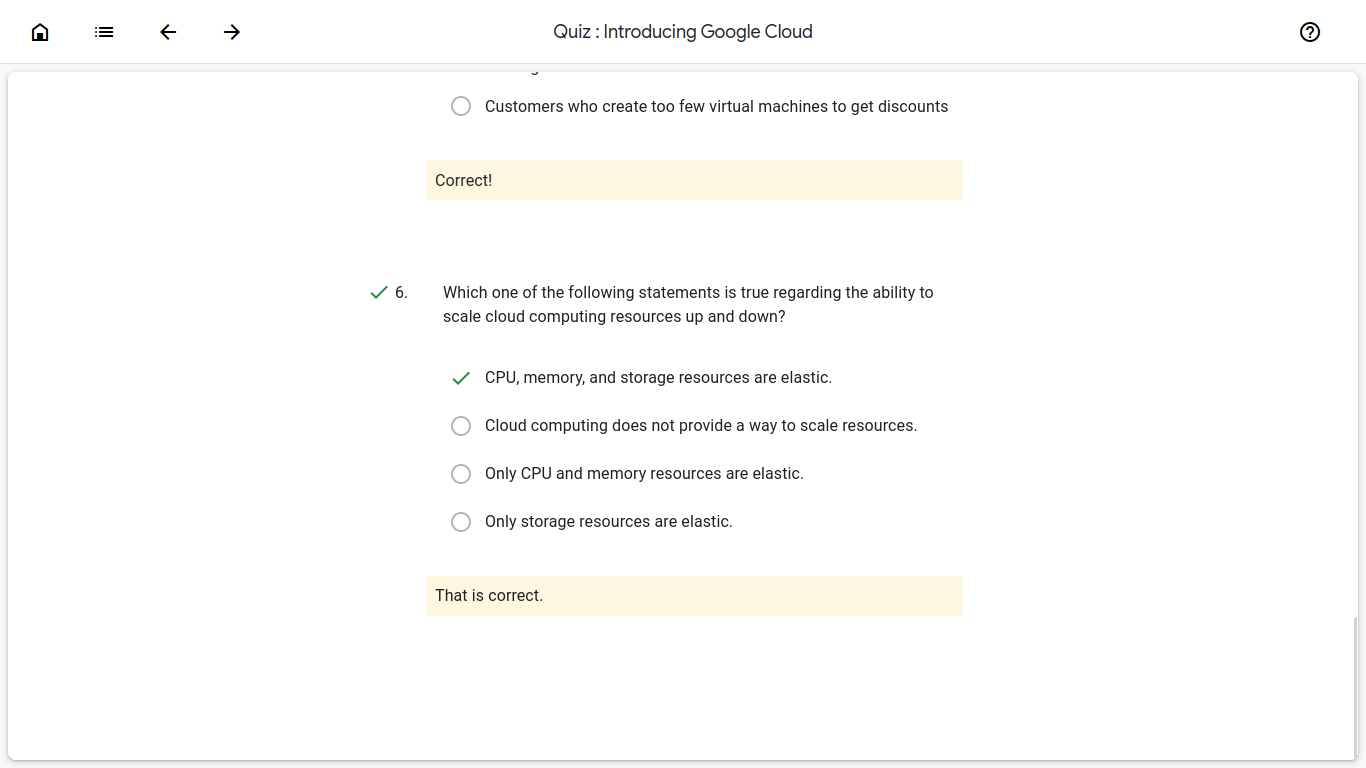 Quiz : Introducing Google Cloud
Customers who create too few virtual machines to get discounts
Correct!
6.
Which one of the following statements is true regarding the ability to
scale cloud computing resources up and down?
CPU, memory, and storage resources are elastic.
Cloud computing does not provide a way to scale resources.
Only CPU and memory resources are elastic.
Only storage resources are elastic.
That is correct.